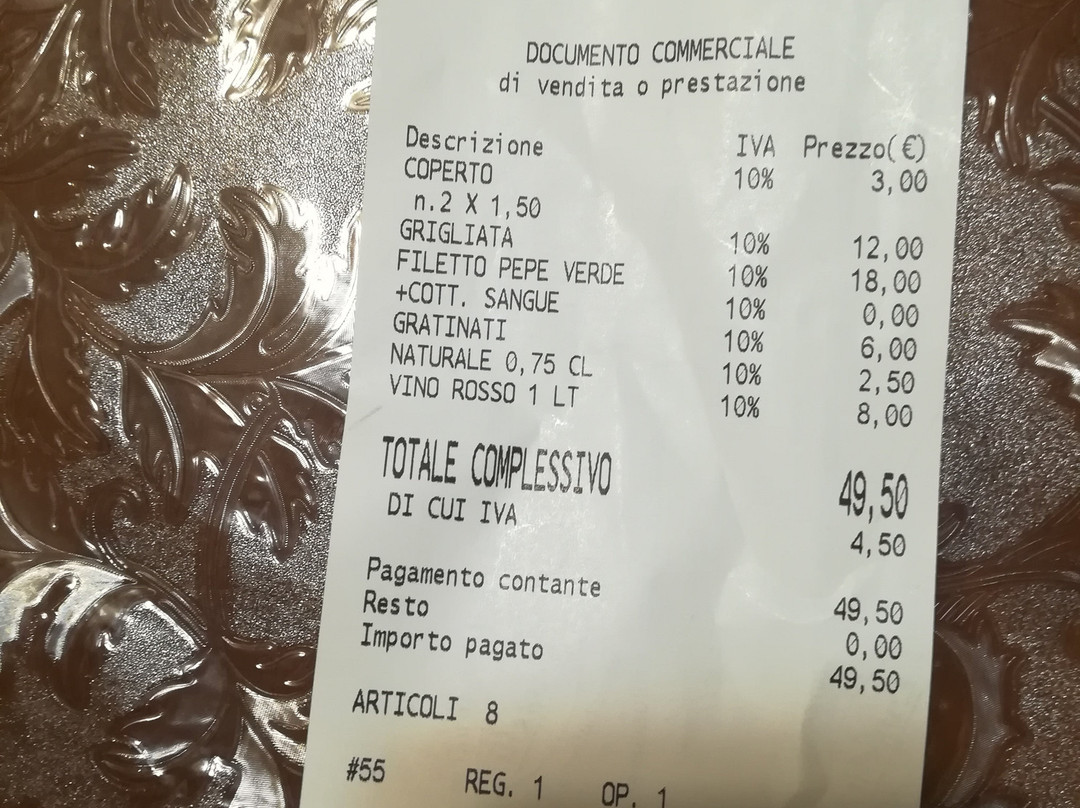 DOCUMENTO COMMERCIALE
di vendita o prestazione
Descrizione IVA Prezzo(€)
COPERTO 10% 3,00
n.2 X 1,50
GRIGLIATA 10% 12,00
FILETTO PEPE VERDE 10% 18,00
+COTT. SANGUE 10% 0,00
GRATINATI 10% 6,00
NATURALE 0,75 CL 10% 2,50
VINO ROSSO 1 LT 10% 8,00
TOTALE COMPLESSIVO 49,50
DI CUI IVA 4,50
Pagamento contante 49,50
Resto 0,00
Importo pagato 49,50
ARTICOLI 8
#55 REG. 1 OP. 1